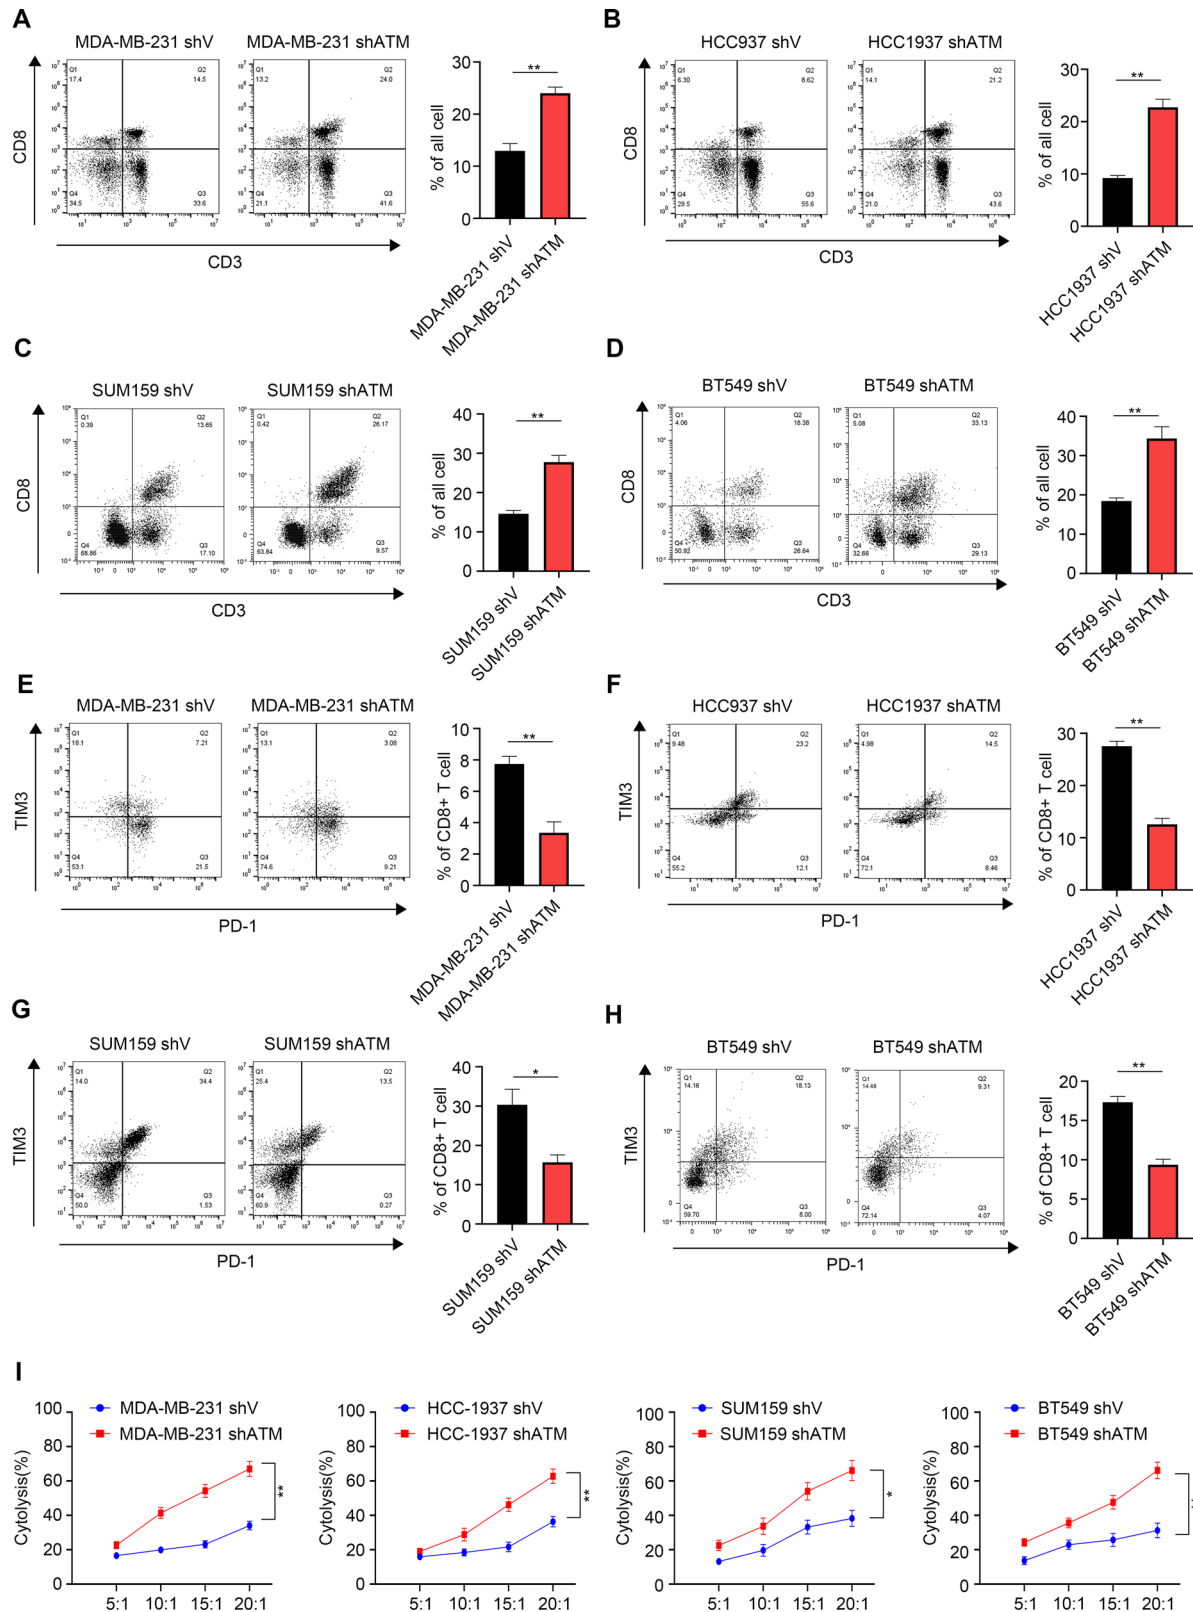 A
MDA-MB-231 shV
MDA-MB-231 shATM
Q1
17.4
Q2
14.5
Q4
34.5
Q3
33.6
Q1
13.2
Q2
24.0
Q4
21.1
Q3
41.6
CD8
CD3
% of all cell
30
20
10
0
**
MDA-MB-231 shV
MDA-MB-231 shATM
B
HCC937 shV
HCC1937 shATM
Q1
6.30
Q2
8.62
Q4
29.5
Q3
55.6
Q1
14.1
Q2
21.2
Q4
21.0
Q3
43.6
CD8
CD3
% of all cell
30
20
10
0
**
HCC1937 shV
HCC1937 shATM
C
SUM159 shV
SUM159 shATM
Q1
0.39
Q2
13.65
Q4
68.86
Q3
17.10
Q1
0.42
Q2
26.17
Q4
63.84
Q3
9.57
CD8
CD3
% of all cell
40
30
20
10
0
**
SUM159 shV
SUM159 shATM
D
BT549 shV
BT549 shATM
Q1
4.06
Q2
18.38
Q4
50.92
Q3
26.64
Q1
5.08
Q2
33.13
Q4
32.66
Q3
29.13
CD8
CD3
% of all cell
40
30
20
10
0
**
BT549 shV
BT549 shATM
E
MDA-MB-231 shV
MDA-MB-231 shATM
Q1
18.1
Q2
7.21
Q4
53.1
Q3
21.5
Q1
13.1
Q2
3.08
Q4
74.6
Q3
9.21
TIM3
PD-1
% of CD8+ T cell
8
6
4
2
0
**
MDA-MB-231 shV
MDA-MB-231 shATM
F
HCC937 shV
HCC1937 shATM
Q1
9.48
Q2
23.2
Q4
55.2
Q3
12.1
Q1
4.98
Q2
14.5
Q4
72.1
Q3
8.46
TIM3
PD-1
% of CD8+ T cell
30
20
10
0
**
HCC1937 shV
HCC1937 shATM
G
SUM159 shV
SUM159 shATM
Q1
14.0
Q2
34.4
Q4
50.0
Q3
1.53
Q1
25.4
Q2
13.5
Q4
60.9
Q3
0.27
TIM3
PD-1
% of CD8+ T cell
40
30
20
10
0
*
SUM159 shV
SUM159 shATM
H
BT549 shV
BT549 shATM
Q1
14.16
Q2
18.13
Q4
59.70
Q3
8.00
Q1
14.48
Q2
9.31
Q4
72.14
Q3
4.07
TIM3
PD-1
% of CD8+ T cell
20
15
10
5
0
**
BT549 shV
BT549 shATM
I
MDA-MB-231 shV
MDA-MB-231 shATM
Cytolysis(%)
100
80
60
40
20
0
5:1 10:1 15:1 20:1
**
HCC-1937 shV
HCC-1937 shATM
Cytolysis(%)
100
80
60
40
20
0
5:1 10:1 15:1 20:1
**
SUM159 shV
SUM159 shATM
Cytolysis(%)
100
80
60
40
20
0
5:1 10:1 15:1 20:1
*
BT549 shV
BT549 shATM
Cytolysis(%)
100
80
60
40
20
0
5:1 10:1 15:1 20:1